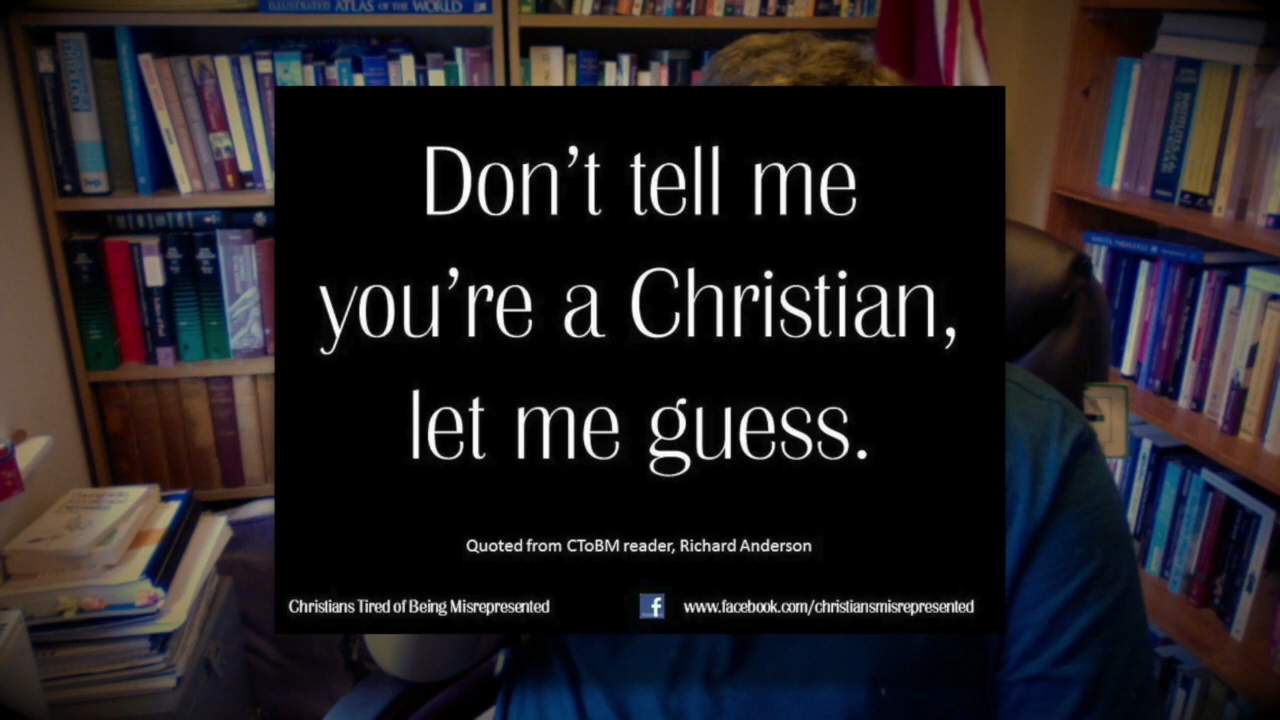 ILLUSTRATED ATLAS OF THE WORLD
Don’t tell me
you’re a Christian,
let me guess.
Quoted from CToBM reader, Richard Anderson
Christians Tired of Being Misrepresented
f www.facebook.com/christiansmisrepresented